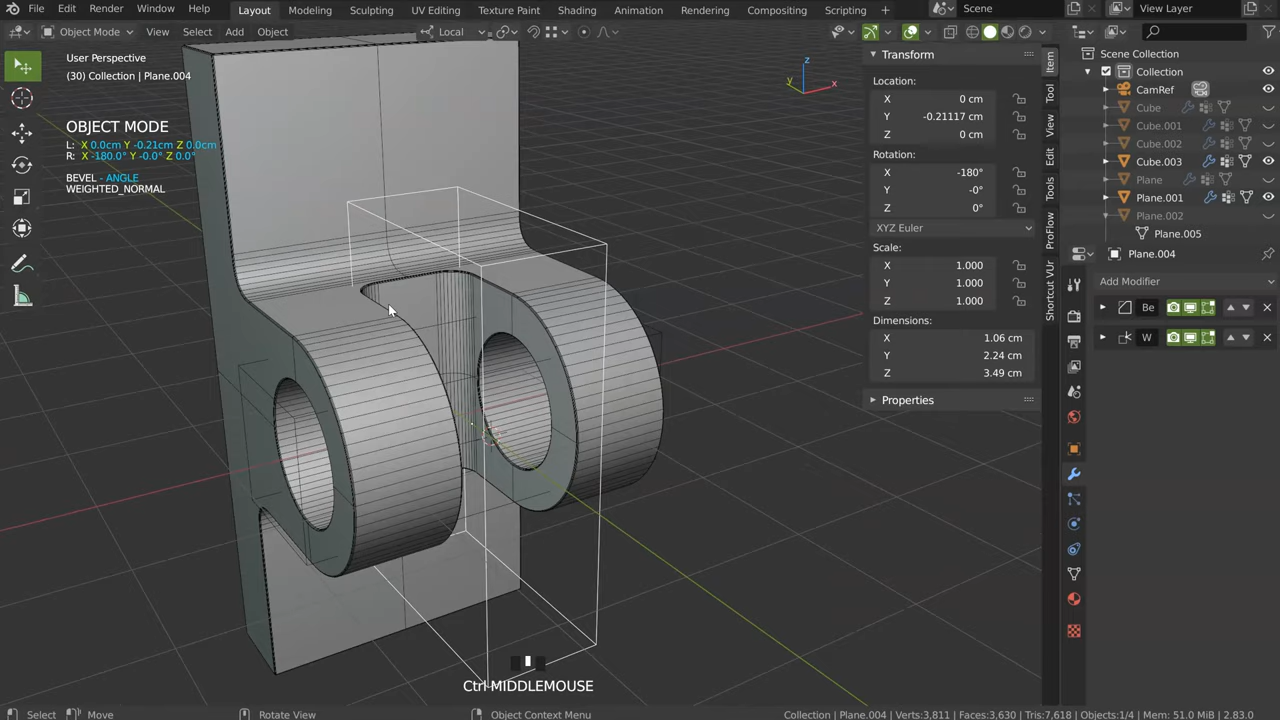 File Edit Render Window Help Layout Modeling Sculpting UV Editing Texture Paint Shading Animation Rendering Compositing Scripting Scene View Layer
Object Mode View Select Add Object Local
User Perspective
(30) Collection | Plane.004
OBJECT MODE
L: X 0.0cm Y -0.21cm Z 0.0cm
R: X -180.0° Y -0.0° Z 0.0°
BEVEL - ANGLE
WEIGHTED_NORMAL
z
y
x
Transform
Location:
X 0 cm
Y -0.21117 cm
Z 0 cm
Rotation:
X -180°
Y -0°
Z 0°
XYZ Euler
Scale:
X 1.000
Y 1.000
Z 1.000
Dimensions:
X 1.06 cm
Y 2.24 cm
Z 3.49 cm
Properties
Item
Tool
View
Edit
Tools
ProFlow
Shortcut VUr
Scene Collection
Collection
CamRef
Cube
Cube.001
Cube.002
Cube.003
Plane
Plane.001
Plane.002
Plane.005
Plane.004
Add Modifier
Be
W
Ctrl MIDDLEMOUSE
Select Move Rotate View Object Context Menu Collection | Plane.004 | Verts:3,811 | Faces:3,630 | Tris:7,618 | Objects:1/4 | Mem: 51.0 MiB | 2.83.0